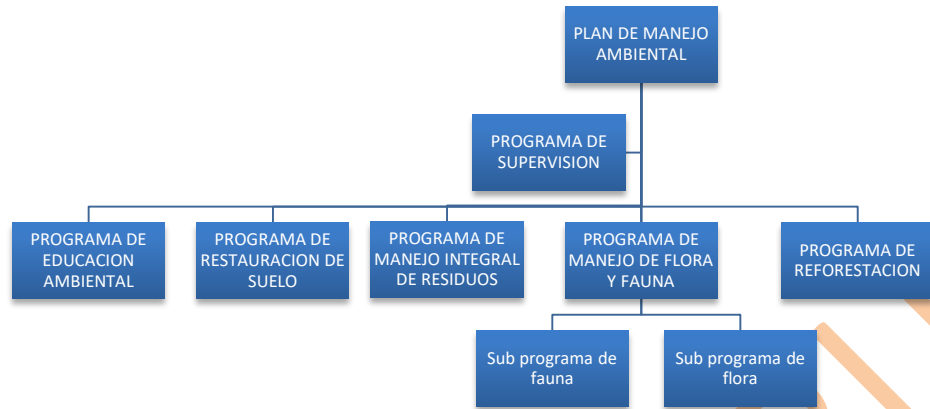 PLAN DE MANEJO
AMBIENTAL
PROGRAMA DE
SUPERVISION
PROGRAMA DE
EDUCACION
AMBIENTAL
PROGRAMA DE
RESTAURACION DE
SUELO
PROGRAMA DE
MANEJO INTEGRAL
DE RESIDUOS
PROGRAMA DE
MANEJO DE FLORA
Y FAUNA
PROGRAMA DE
REFORESTACION
Sub programa de
fauna
Sub programa de
flora